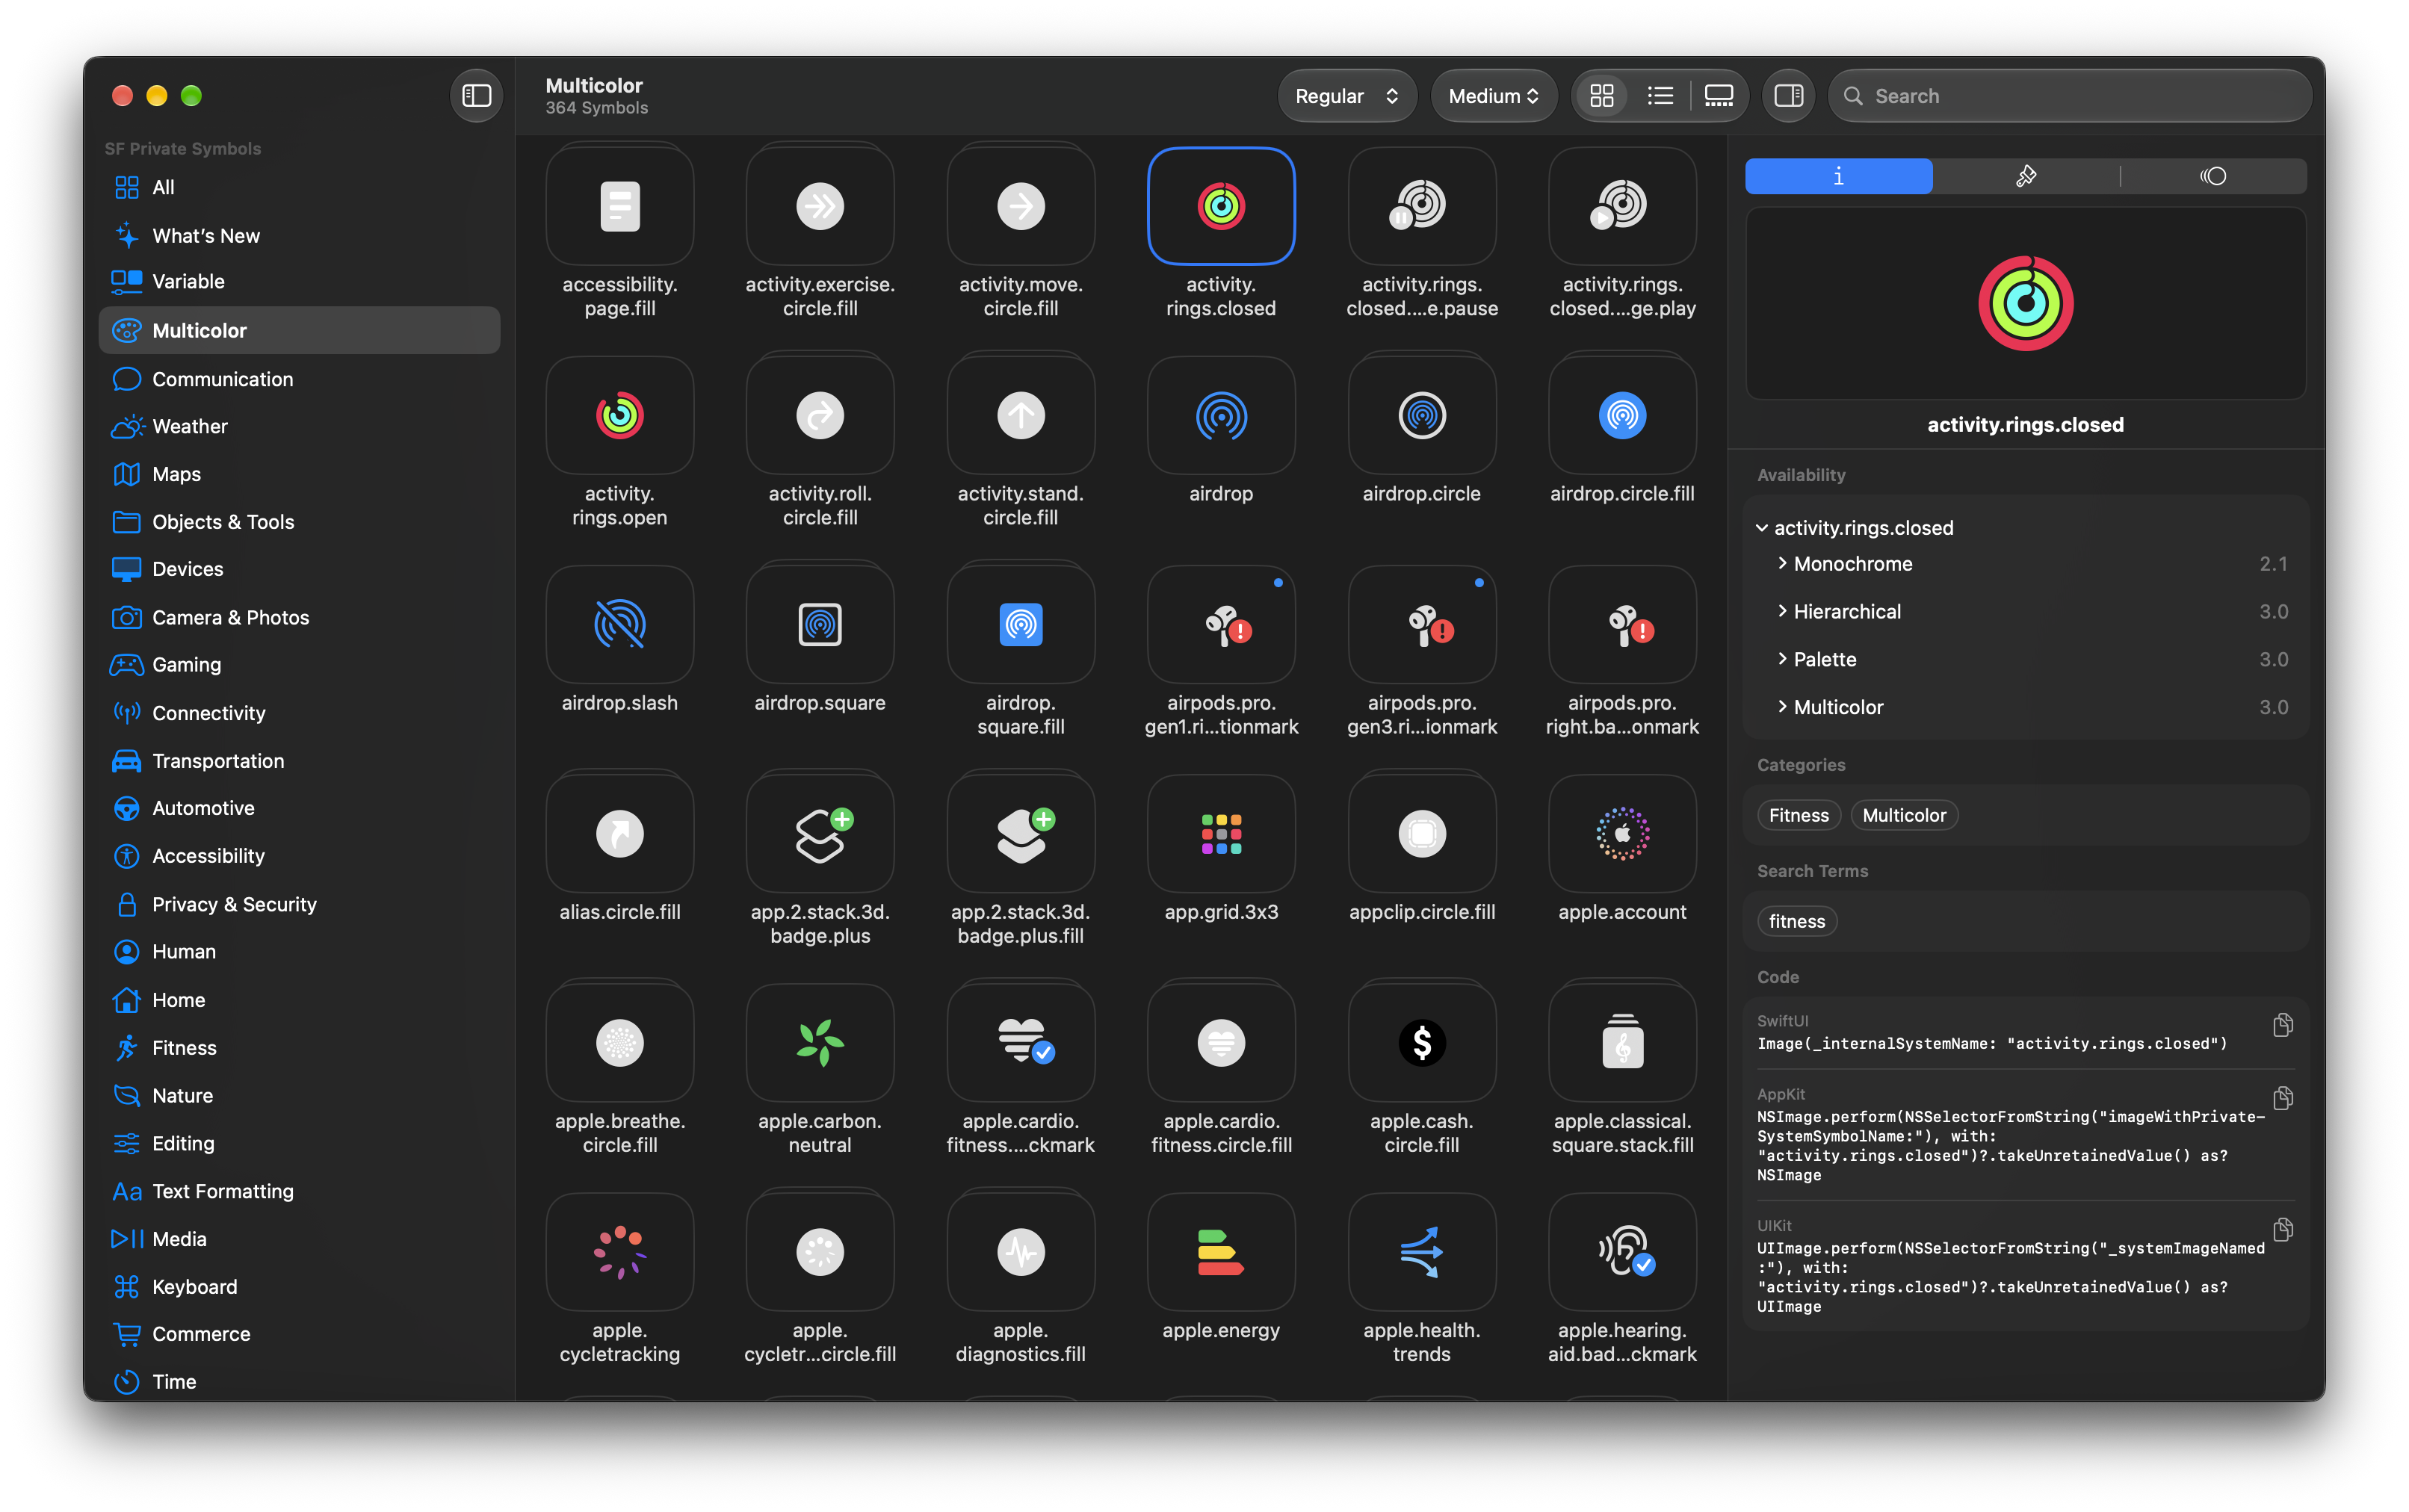 Multicolor
364 Symbols
Regular
Medium
Search
SF Private Symbols
All
What's New
Variable
Multicolor
Communication
Weather
Maps
Objects & Tools
Devices
Camera & Photos
Gaming
Connectivity
Transportation
Automotive
Accessibility
Privacy & Security
Human
Home
Fitness
Nature
Editing
Aa Text Formatting
Media
Keyboard
Commerce
Time
accessibility.
page.fill
activity.exercise.
circle.fill
activity.move.
circle.fill
activity.
rings.closed
activity.rings.
closed....e.pause
activity.rings.
closed....ge.play
activity.
rings.open
activity.roll.
circle.fill
activity.stand.
circle.fill
airdrop
airdrop.circle
airdrop.circle.fill
airdrop.slash
airdrop.square
airdrop.
square.fill
airpods.pro.
gen1.ri...tionmark
airpods.pro.
gen3.ri...ionmark
airpods.pro.
right.ba...onmark
alias.circle.fill
app.2.stack.3d.
badge.plus
app.2.stack.3d.
badge.plus.fill
app.grid.3x3
appclip.circle.fill
apple.account
apple.breathe.
circle.fill
apple.carbon.
neutral
apple.cardio.
fitness....ckmark
apple.cardio.
fitness.circle.fill
$
apple.cash.
circle.fill
apple.classical.
square.stack.fill
apple.
cycletracking
apple.
cycletr...circle.fill
apple.
diagnostics.fill
apple.energy
apple.health.
trends
apple.hearing.
aid.bad...ckmark
i
activity.rings.closed
Availability
activity.rings.closed
Monochrome 2.1
Hierarchical 3.0
Palette 3.0
Multicolor 3.0
Categories
Fitness Multicolor
Search Terms
fitness
Code
SwiftUI
Image(_internalSystemName: "activity.rings.closed")
AppKit
NSImage.perform(NSSelectorFromString("imageWithPrivate-
SystemSymbolName:"), with:
"activity.rings.closed")?.takeUnretainedValue() as?
NSImage
UIKit
UIImage.perform(NSSelectorFromString("_systemImageNamed
:"), with:
"activity.rings.closed")?.takeUnretainedValue() as?
UIImage